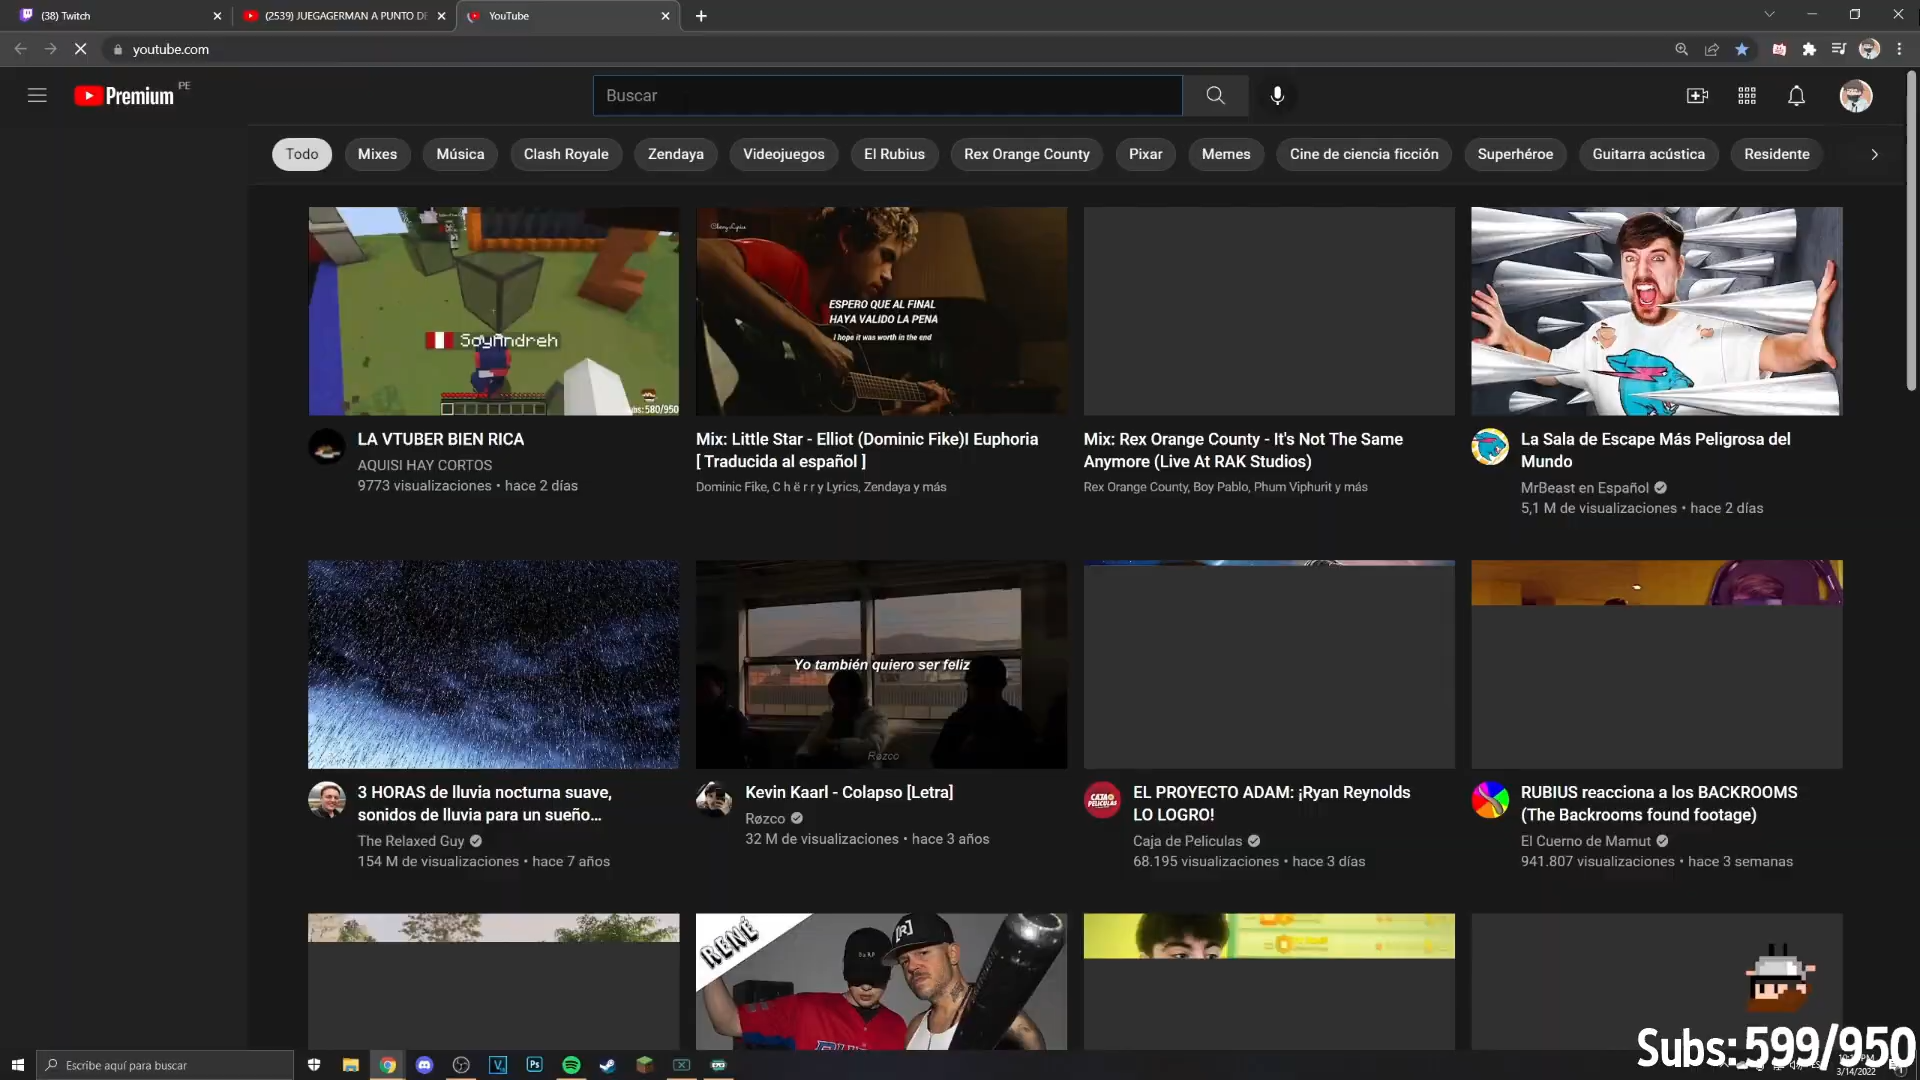 (38) Twitch
(2539) JUEGAGERMAN A PUNTO DE
YouTube
youtube.com
Premium PE
Buscar
Todo
Mixes
Música
Clash Royale
Zendaya
Videojuegos
El Rubius
Rex Orange County
Pixar
Memes
Cine de ciencia ficción
Superhéroe
Guitarra acústica
Residente
SoyAndreh
Subs:580/950
Cherry Lyrics
ESPERO QUE AL FINAL
HAYA VALIDO LA PENA
I hope it was worth in the end
LA VTUBER BIEN RICA
AQUISI HAY CORTOS
9773 visualizaciones • hace 2 días
Mix: Little Star - Elliot (Dominic Fike)I Euphoria
[ Traducida al español ]
Dominic Fike, C h ë r r y Lyrics, Zendaya y más
Mix: Rex Orange County - It's Not The Same
Anymore (Live At RAK Studios)
Rex Orange County, Boy Pablo, Phum Viphurit y más
La Sala de Escape Más Peligrosa del
Mundo
MrBeast en Español
5,1 M de visualizaciones • hace 2 días
Yo también quiero ser feliz
Røzco
3 HORAS de lluvia nocturna suave,
sonidos de lluvia para un sueño...
The Relaxed Guy
154 M de visualizaciones • hace 7 años
Kevin Kaarl - Colapso [Letra]
Røzco
32 M de visualizaciones • hace 3 años
CAJA DE PELICULAS
EL PROYECTO ADAM: ¡Ryan Reynolds
LO LOGRO!
Caja de Películas
68.195 visualizaciones • hace 3 días
RUBIUS reacciona a los BACKROOMS
(The Backrooms found footage)
El Cuerno de Mamut
941.807 visualizaciones • hace 3 semanas
RENÉ
[R]
Subs:599/950
Escribe aquí para buscar
Ps
3/14/2022